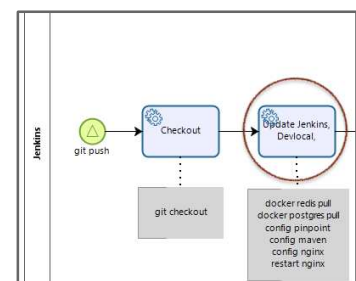 Jenkins
git push
Checkout
git checkout
Update Jenkins,
Devlocal,
docker redis pull
docker postgres pull
config pinpoint
config maven
config nginx
restart nginx